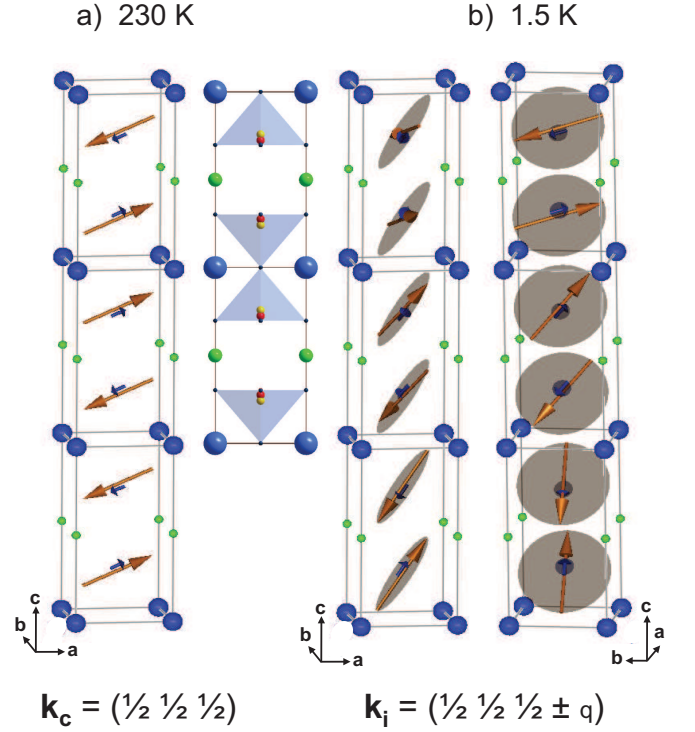 a) 230 K
b) 1.5 K
c
b
a
c
b
a
c
a
b
k_c = (½ ½ ½)
k_i = (½ ½ ½ ± q)